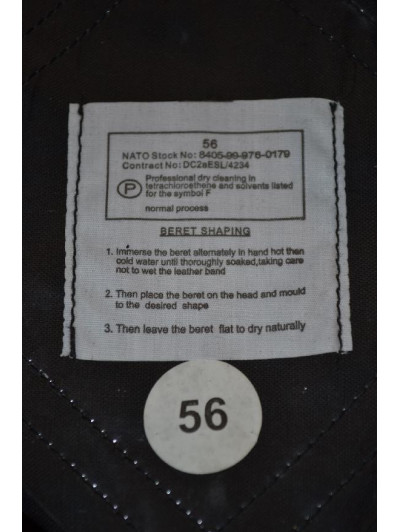 56
NATO Stock No: 8405-99-978-0179
Contract No: DC2aESL/4234
P
Professional dry cleaning in
tetrachloroethene and solvents listed
for the symbol F
normal process
BERET SHAPING
1. Immerse the beret alternately in hand hot then
cold water until thoroughly soaked,taking care
not to wet the leather band
2. Then place the beret on the head and mould
to the desired shape
3. Then leave the beret flat to dry naturally
56